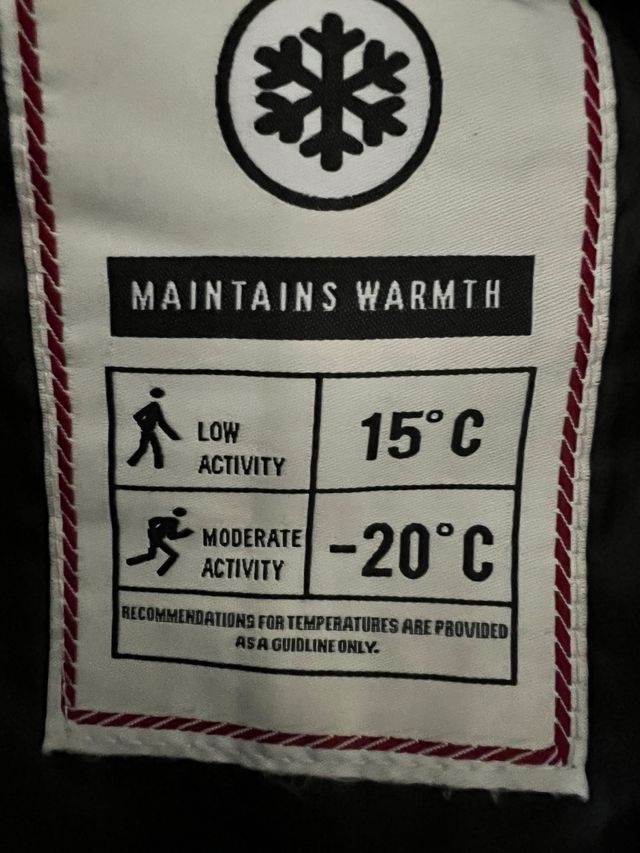 MAINTAINS WARMTH
LOW
ACTIVITY
15°C
MODERATE
ACTIVITY
-20°C
RECOMMENDATIONS FOR TEMPERATURES ARE PROVIDED
AS A GUIDLINE ONLY.